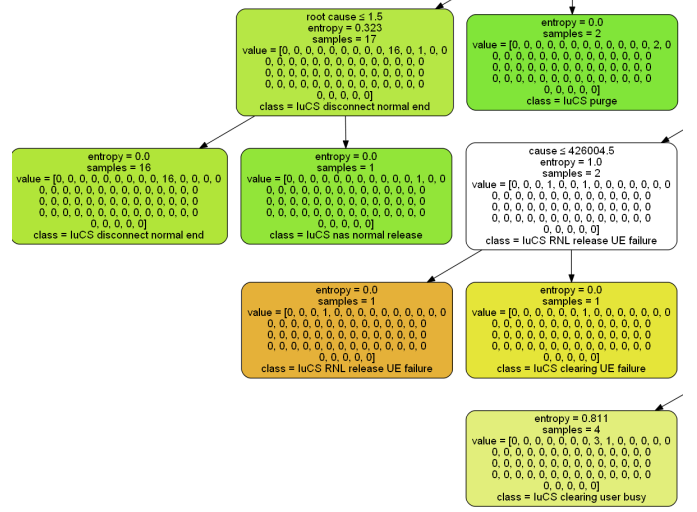 root cause ≤ 1.5
entropy = 0.323
samples = 17
value = [0, 0, 0, 0, 0, 0, 0, 0, 0, 16, 0, 1, 0, 0
0, 0, 0, 0, 0, 0, 0, 0, 0, 0, 0, 0, 0
0, 0, 0, 0, 0, 0, 0, 0, 0, 0, 0, 0, 0
0, 0, 0, 0, 0, 0, 0, 0, 0, 0, 0, 0, 0
0, 0, 0, 0, 0]
class = IuCS disconnect normal end
entropy = 0.0
samples = 2
value = [0, 0, 0, 0, 0, 0, 0, 0, 0, 0, 0, 0, 2, 0
0, 0, 0, 0, 0, 0, 0, 0, 0, 0, 0, 0, 0
0, 0, 0, 0, 0, 0, 0, 0, 0, 0, 0, 0, 0
0, 0, 0, 0, 0, 0, 0, 0, 0, 0, 0, 0, 0
0, 0, 0, 0, 0]
class = IuCS purge
entropy = 0.0
samples = 16
value = [0, 0, 0, 0, 0, 0, 0, 0, 0, 16, 0, 0, 0, 0
0, 0, 0, 0, 0, 0, 0, 0, 0, 0, 0, 0, 0
0, 0, 0, 0, 0, 0, 0, 0, 0, 0, 0, 0, 0
0, 0, 0, 0, 0, 0, 0, 0, 0, 0, 0, 0, 0
0, 0, 0, 0, 0]
class = IuCS disconnect normal end
entropy = 0.0
samples = 1
value = [0, 0, 0, 0, 0, 0, 0, 0, 0, 0, 0, 1, 0, 0
0, 0, 0, 0, 0, 0, 0, 0, 0, 0, 0, 0, 0
0, 0, 0, 0, 0, 0, 0, 0, 0, 0, 0, 0, 0
0, 0, 0, 0, 0, 0, 0, 0, 0, 0, 0, 0, 0
0, 0, 0, 0, 0]
class = IuCS nas normal release
cause ≤ 426004.5
entropy = 1.0
samples = 2
value = [0, 0, 0, 1, 0, 0, 1, 0, 0, 0, 0, 0, 0, 0
0, 0, 0, 0, 0, 0, 0, 0, 0, 0, 0, 0, 0
0, 0, 0, 0, 0, 0, 0, 0, 0, 0, 0, 0, 0
0, 0, 0, 0, 0, 0, 0, 0, 0, 0, 0, 0, 0
0, 0, 0, 0, 0]
class = IuCS RNL release UE failure
entropy = 0.0
samples = 1
value = [0, 0, 0, 1, 0, 0, 0, 0, 0, 0, 0, 0, 0, 0
0, 0, 0, 0, 0, 0, 0, 0, 0, 0, 0, 0, 0
0, 0, 0, 0, 0, 0, 0, 0, 0, 0, 0, 0, 0
0, 0, 0, 0, 0, 0, 0, 0, 0, 0, 0, 0, 0
0, 0, 0, 0, 0]
class = IuCS RNL release UE failure
entropy = 0.0
samples = 1
value = [0, 0, 0, 0, 0, 0, 1, 0, 0, 0, 0, 0, 0, 0
0, 0, 0, 0, 0, 0, 0, 0, 0, 0, 0, 0, 0
0, 0, 0, 0, 0, 0, 0, 0, 0, 0, 0, 0, 0
0, 0, 0, 0, 0, 0, 0, 0, 0, 0, 0, 0, 0
0, 0, 0, 0, 0]
class = IuCS clearing UE failure
entropy = 0.811
samples = 4
value = [0, 0, 0, 0, 0, 0, 0, 3, 1, 0, 0, 0, 0, 0
0, 0, 0, 0, 0, 0, 0, 0, 0, 0, 0, 0, 0
0, 0, 0, 0, 0, 0, 0, 0, 0, 0, 0, 0, 0
0, 0, 0, 0, 0, 0, 0, 0, 0, 0, 0, 0, 0
0, 0, 0, 0, 0]
class = IuCS clearing user busy